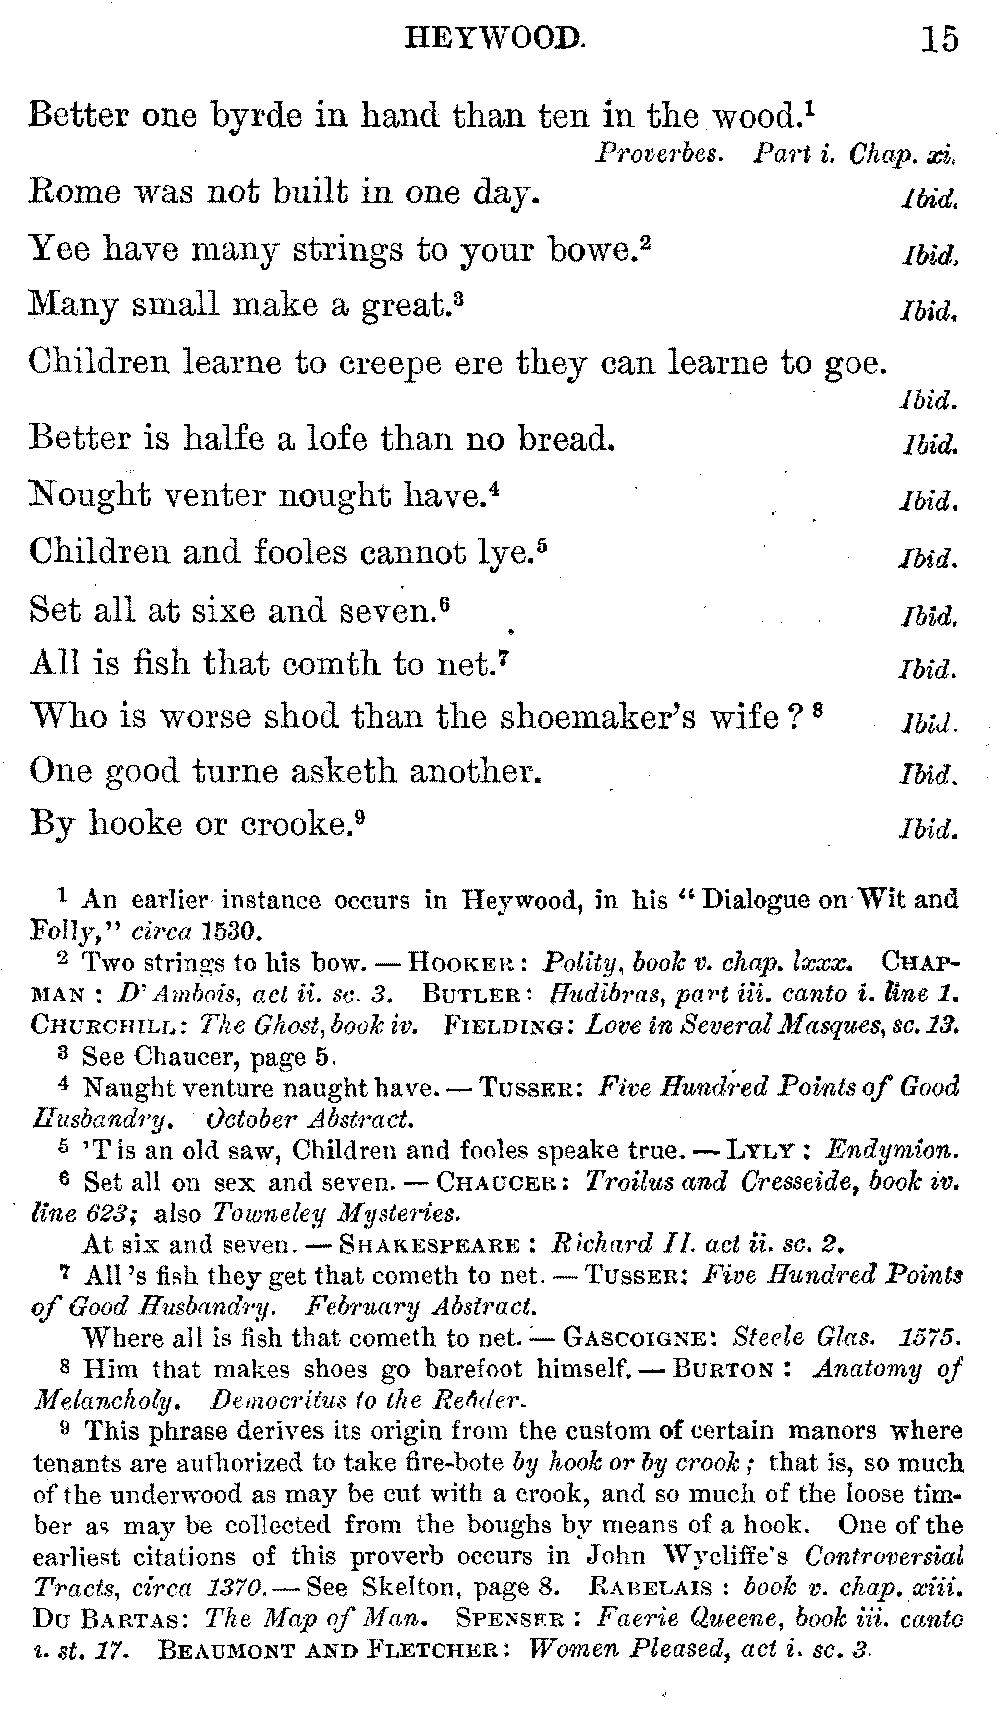 HEYWOOD. 15
Better one byrde in hand than ten in the wood.¹
Proverbes. Part i. Chap. xi.
Rome was not built in one day. Ibid.
Yee have many strings to your bowe.² Ibid.
Many small make a great.³ Ibid.
Children learne to creepe ere they can learne to goe.
Ibid.
Better is halfe a lofe than no bread. Ibid.
Nought venter nought have.⁴ Ibid.
Children and fooles cannot lye.⁵ Ibid.
Set all at sixe and seven.⁶ Ibid.
All is fish that comth to net.⁷ Ibid.
Who is worse shod than the shoemaker's wife?⁸ Ibid.
One good turne asketh another. Ibid.
By hooke or crooke.⁹ Ibid.
¹ An earlier instance occurs in Heywood, in his “Dialogue on Wit and
Folly,” circa 1530.
² Two strings to his bow. — HOOKER: Polity, book v. chap. lxxx. CHAP-
MAN: D'Ambois, act ii. sc. 3. BUTLER: Hudibras, part iii. canto i. line 1.
CHURCHILL: The Ghost, book iv. FIELDING: Love in Several Masques, sc. 13.
³ See Chaucer, page 5.
⁴ Naught venture naught have. — TUSSER: Five Hundred Points of Good
Husbandry. October Abstract.
⁵ 'T is an old saw, Children and fooles speake true. — LYLY: Endymion.
⁶ Set all on sex and seven. — CHAUCER: Troilus and Cresseide, book iv.
line 623; also Towneley Mysteries.
At six and seven. — SHAKESPEARE: Richard II. act ii. sc. 2.
⁷ All 's fish they get that cometh to net. — TUSSER: Five Hundred Points
of Good Husbandry. February Abstract.
Where all is fish that cometh to net. — GASCOIGNE: Steele Glas. 1575.
⁸ Him that makes shoes go barefoot himself. — BURTON: Anatomy of
Melancholy. Democritus to the Reader.
⁹ This phrase derives its origin from the custom of certain manors where
tenants are authorized to take fire-bote by hook or by crook; that is, so much
of the underwood as may be cut with a crook, and so much of the loose tim-
ber as may be collected from the boughs by means of a hook. One of the
earliest citations of this proverb occurs in John Wycliffe's Controversial
Tracts, circa 1370. — See Skelton, page 8. RABELAIS: book v. chap. xiii.
DU BARTAS: The Map of Man. SPENSER: Faerie Queene, book iii. canto
i. st. 17. BEAUMONT AND FLETCHER: Women Pleased, act i. sc. 3.